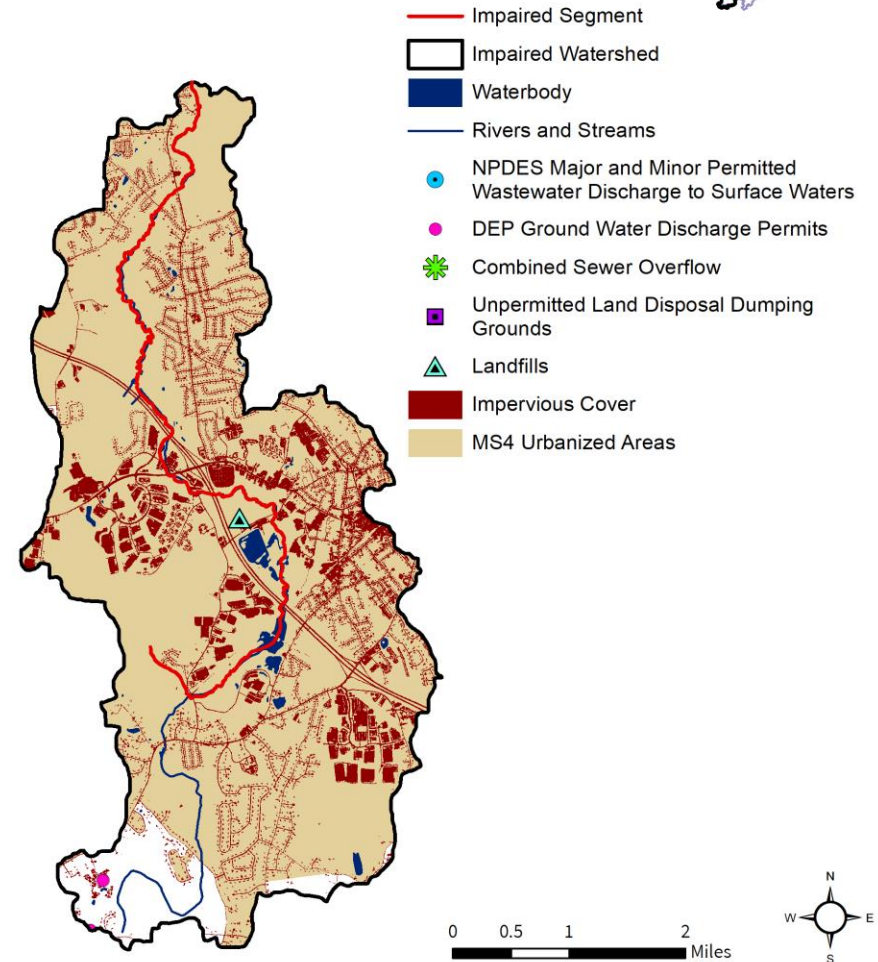 Impaired Segment
Impaired Watershed
Waterbody
Rivers and Streams
NPDES Major and Minor Permitted
Wastewater Discharge to Surface Waters
DEP Ground Water Discharge Permits
Combined Sewer Overflow
Unpermitted Land Disposal Dumping
Grounds
Landfills
Impervious Cover
MS4 Urbanized Areas
N
W E
S
0 0.5 1 2
Miles